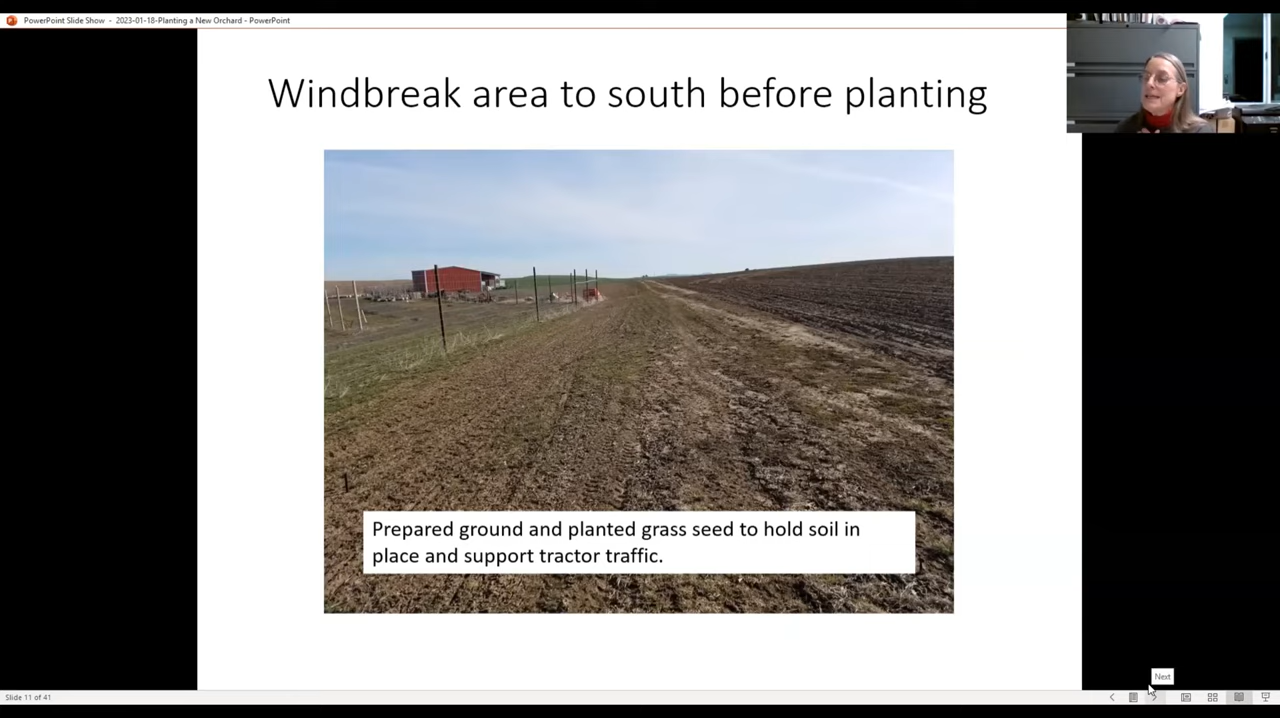 PowerPoint Slide Show - 2023-01-18-Planting a New Orchard - PowerPoint
Windbreak area to south before planting
Prepared ground and planted grass seed to hold soil in
place and support tractor traffic.
Next
Slide 11 of 41